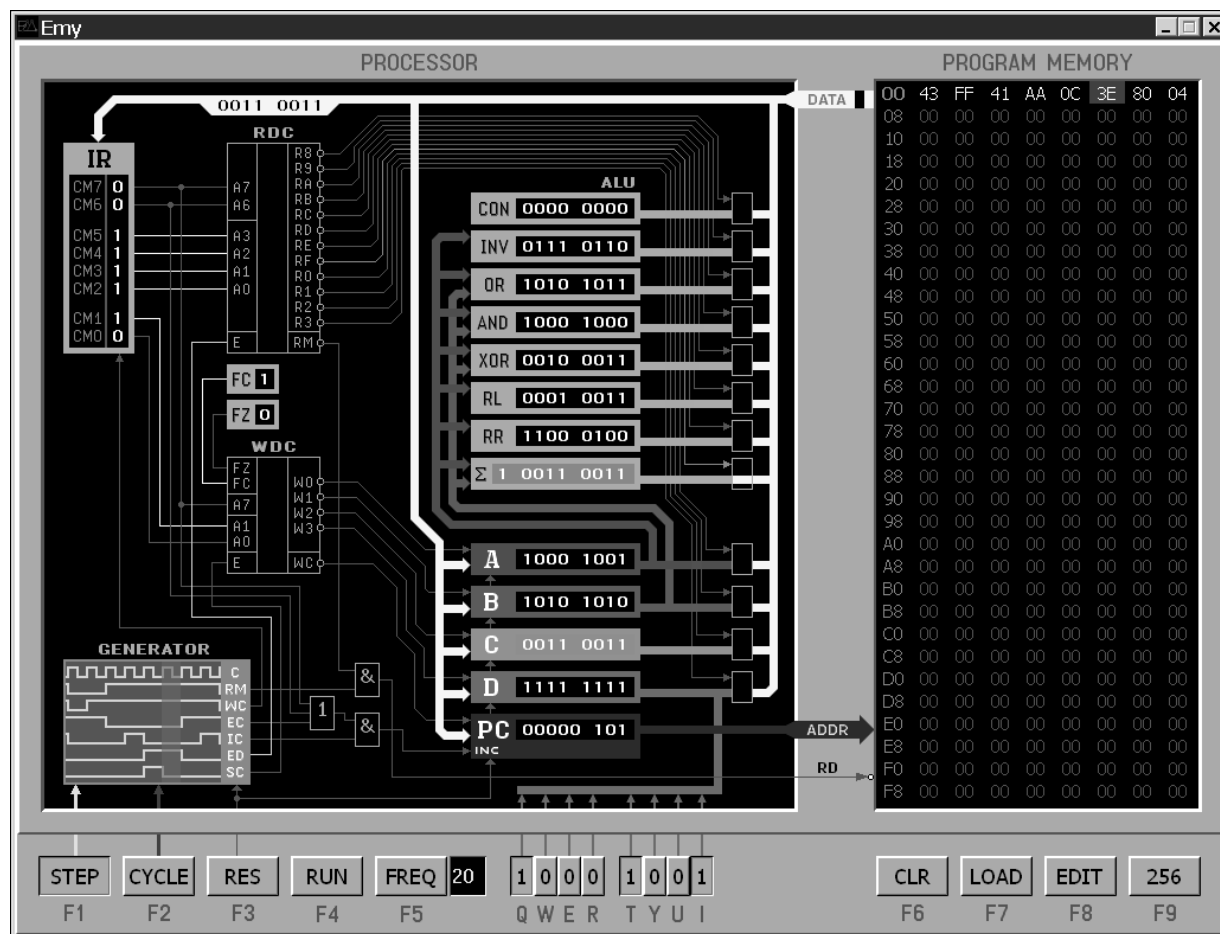 Emy
PROCESSOR
PROGRAM MEMORY
0011 0011
DATA
RDC
IR
CM7 0
CM6 0
CM5 1
CM4 1
CM3 1
CM2 1
CM1 1
CM0 0
A7
A6
A3
A2
A1
A0
E
R8
R9
RA
RB
RC
RD
RE
RF
R0
R1
R2
R3
RM
FC 1
FZ 0
WDC
FZ
FC
A7
A1
A0
E
W0
W1
W2
W3
WC
ALU
CON 0000 0000
INV 0111 0110
OR 1010 1011
AND 1000 1000
XOR 0010 0011
RL 0001 0011
RR 1100 0100
Σ 1 0011 0011
A 1000 1001
B 1010 1010
C 0011 0011
D 1111 1111
PC 00000 101
INC
ADDR
RD
GENERATOR
C
RM
WC
EC
IC
ED
SC
&
1
&
00 43 FF 41 AA 0C 3E 80 04
08 00 00 00 00 00 00 00 00
10 00 00 00 00 00 00 00 00
18 00 00 00 00 00 00 00 00
20 00 00 00 00 00 00 00 00
28 00 00 00 00 00 00 00 00
30 00 00 00 00 00 00 00 00
38 00 00 00 00 00 00 00 00
40 00 00 00 00 00 00 00 00
48 00 00 00 00 00 00 00 00
50 00 00 00 00 00 00 00 00
58 00 00 00 00 00 00 00 00
60 00 00 00 00 00 00 00 00
68 00 00 00 00 00 00 00 00
70 00 00 00 00 00 00 00 00
78 00 00 00 00 00 00 00 00
80 00 00 00 00 00 00 00 00
88 00 00 00 00 00 00 00 00
90 00 00 00 00 00 00 00 00
98 00 00 00 00 00 00 00 00
A0 00 00 00 00 00 00 00 00
A8 00 00 00 00 00 00 00 00
B0 00 00 00 00 00 00 00 00
B8 00 00 00 00 00 00 00 00
C0 00 00 00 00 00 00 00 00
C8 00 00 00 00 00 00 00 00
D0 00 00 00 00 00 00 00 00
D8 00 00 00 00 00 00 00 00
E0 00 00 00 00 00 00 00 00
E8 00 00 00 00 00 00 00 00
F0 00 00 00 00 00 00 00 00
F8 00 00 00 00 00 00 00 00
STEP CYCLE RES RUN FREQ 20 1 0 0 0 1 0 0 1 CLR LOAD EDIT 256
F1 F2 F3 F4 F5 Q W E R T Y U I F6 F7 F8 F9